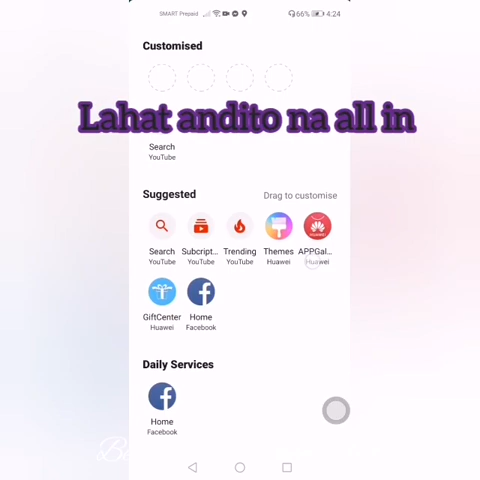 SMART Prepaid 66% 4:24
Customised
Lahat andito na all in
Search
YouTube
Suggested Drag to customise
Search Subcript... Trending Themes APPGal...
YouTube YouTube YouTube Huawei Huawei
GiftCenter Home
Huawei Facebook
Daily Services
Home
Facebook